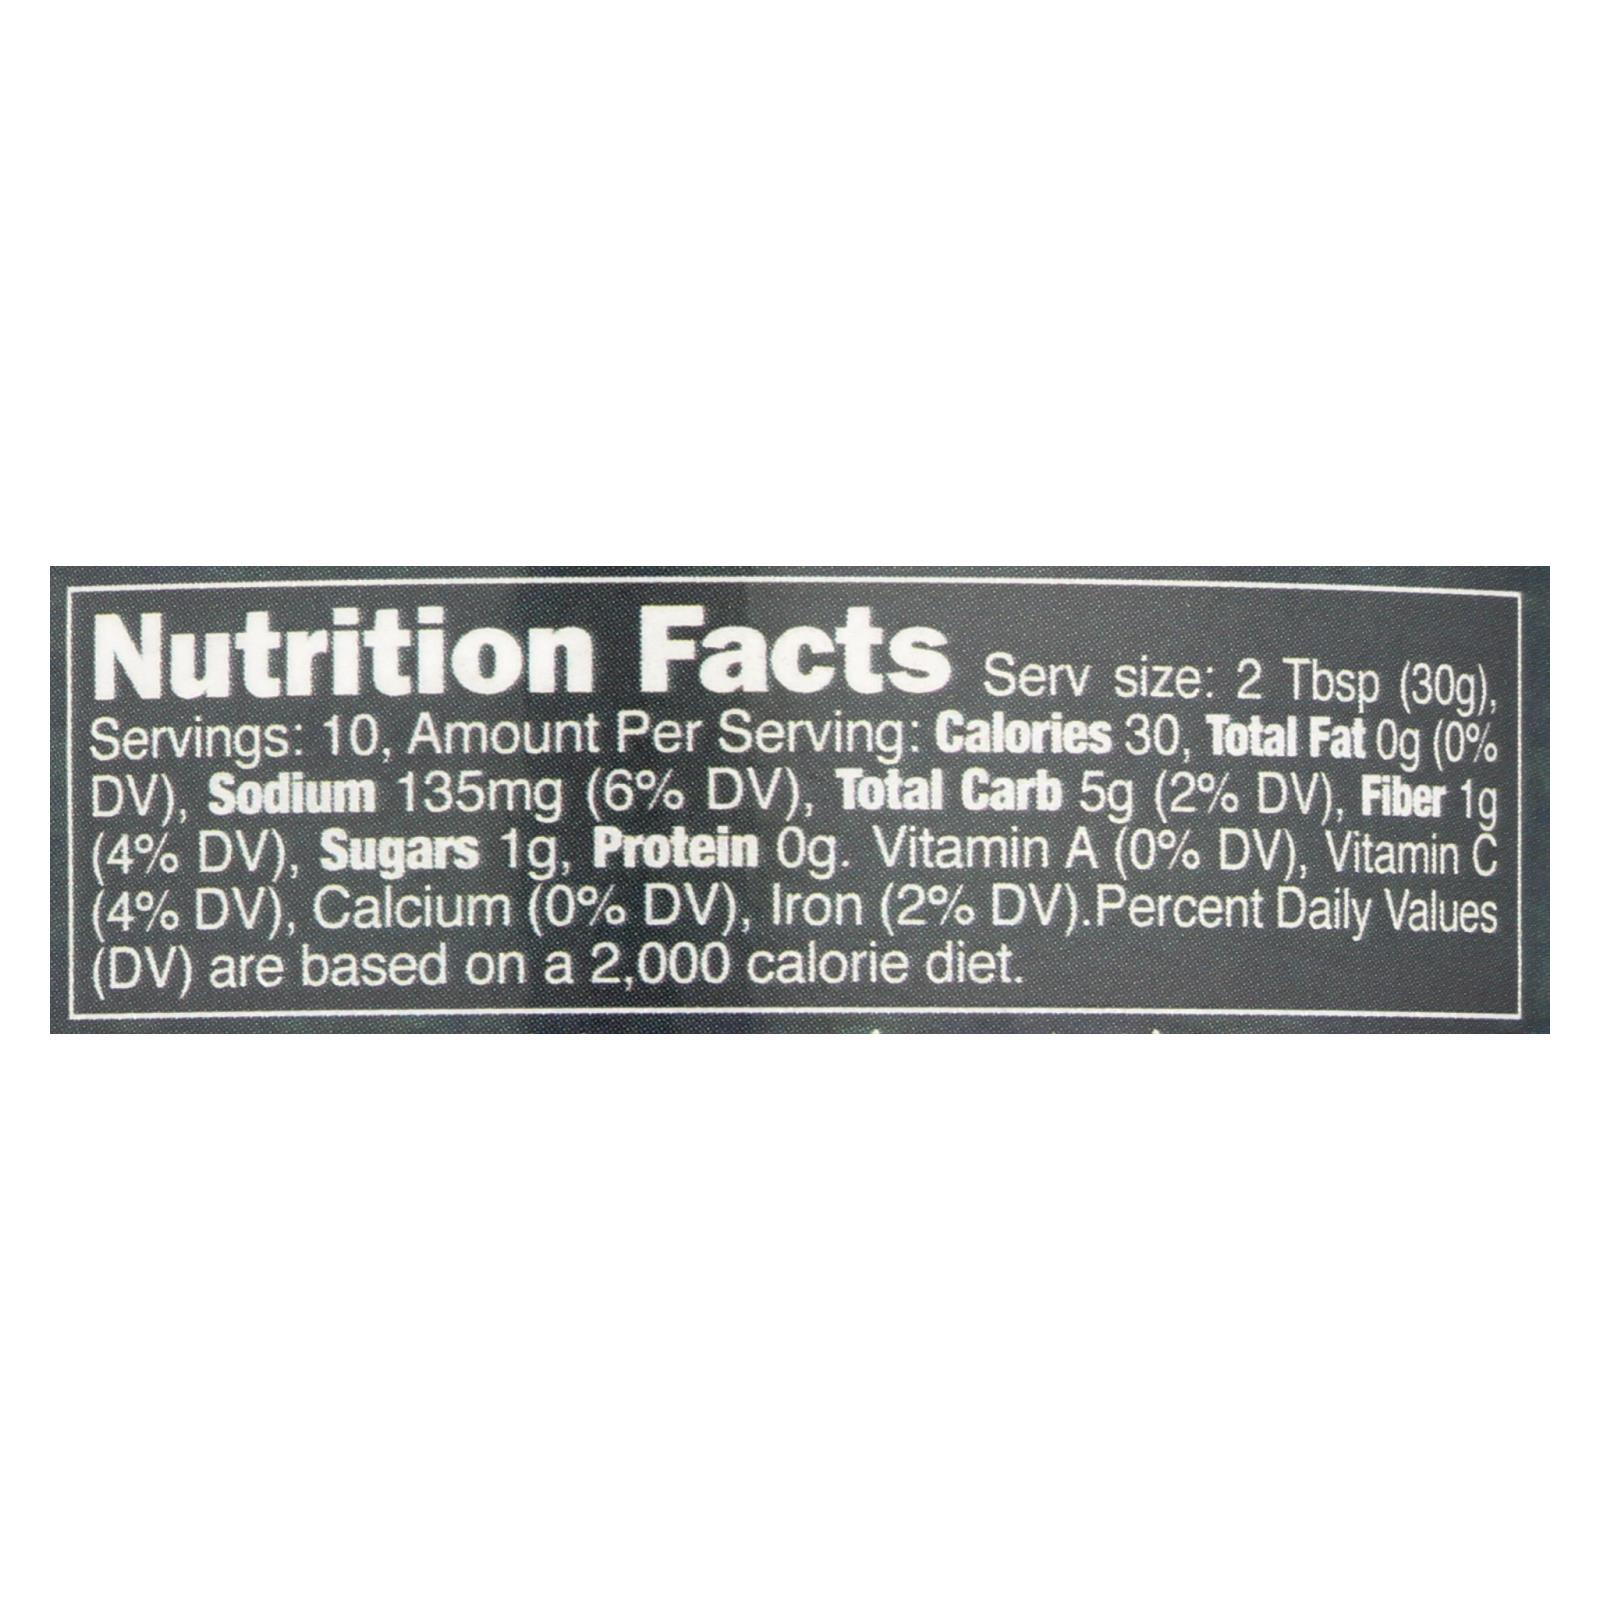 Nutrition Facts Serv size: 2 Tbsp (30g),
Servings: 10, Amount Per Serving: Calories 30, Total Fat 0g (0%
DV), Sodium 135mg (6% DV), Total Carb 5g (2% DV), Fiber 1g
(4% DV), Sugars 1g, Protein 0g. Vitamin A (0% DV), Vitamin C
(4% DV), Calcium (0% DV), Iron (2% DV).Percent Daily Values
(DV) are based on a 2,000 calorie diet.